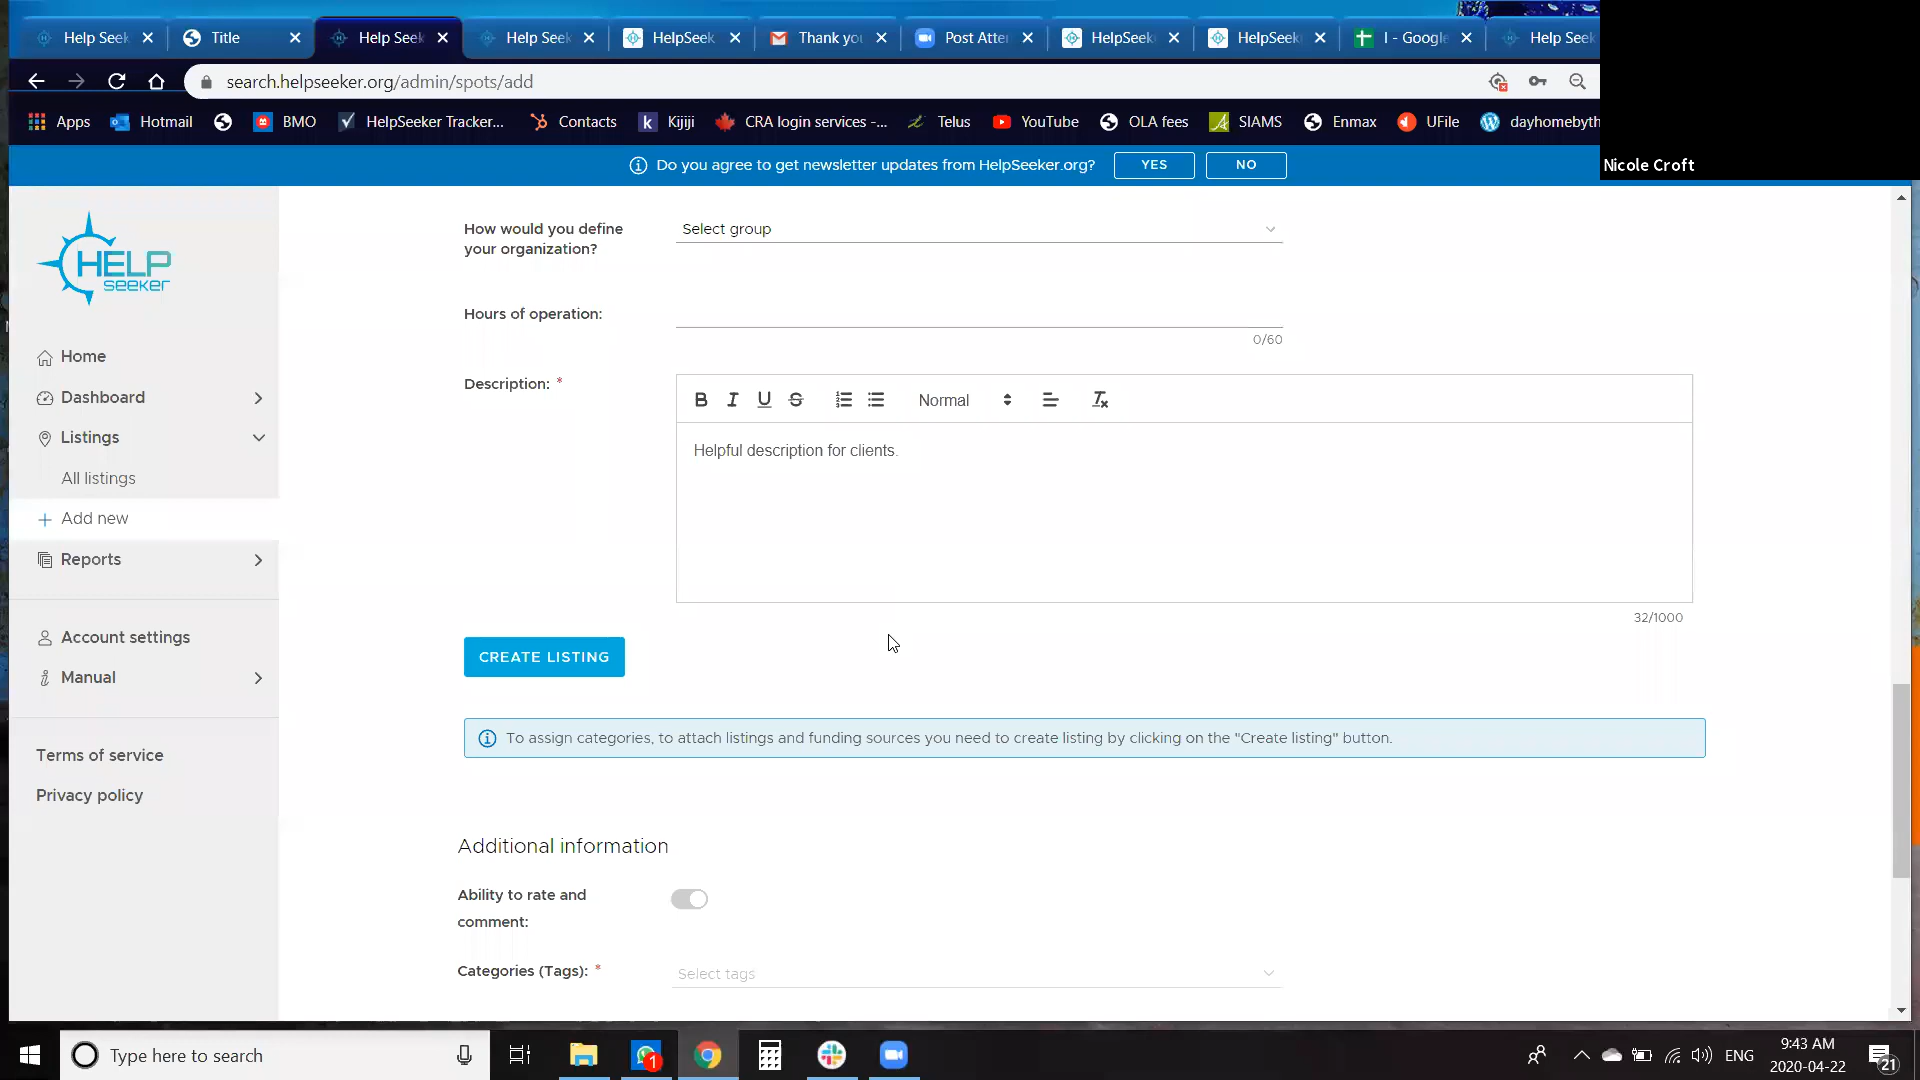 Help Seek
Title
Help Seek
Help Seek
HelpSeek
Thank you
Post Atte
HelpSeek
HelpSeek
I - Google
Help Seek
search.helpseeker.org/admin/spots/add
Apps
Hotmail
BMO
HelpSeeker Tracker...
Contacts
Kijiji
CRA login services -...
Telus
YouTube
OLA fees
SIAMS
Enmax
UFile
dayhomebyth
Nicole Croft
Do you agree to get newsletter updates from HelpSeeker.org?
YES
NO
HELP
seeker
Home
Dashboard
Listings
All listings
Add new
Reports
Account settings
Manual
Terms of service
Privacy policy
How would you define
your organization?
Select group
Hours of operation:
0/60
Description: *
Normal
Helpful description for clients.
32/1000
CREATE LISTING
To assign categories, to attach listings and funding sources you need to create listing by clicking on the "Create listing" button.
Additional information
Ability to rate and
comment:
Categories (Tags): *
Select tags
Type here to search
1
ENG
9:43 AM
2020-04-22
21